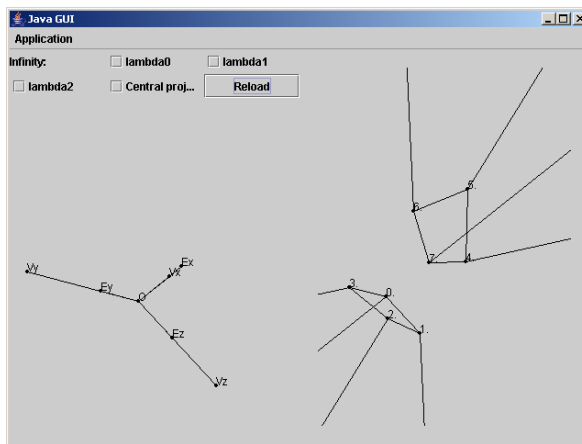 Java GUI
Application
Infinity: lambda0 lambda1
lambda2 Central proj... Reload
5.
6.
7. 4.
Ex
Vx
Vy
Ey
O
3.
0.
2.
1.
Ez
Vz